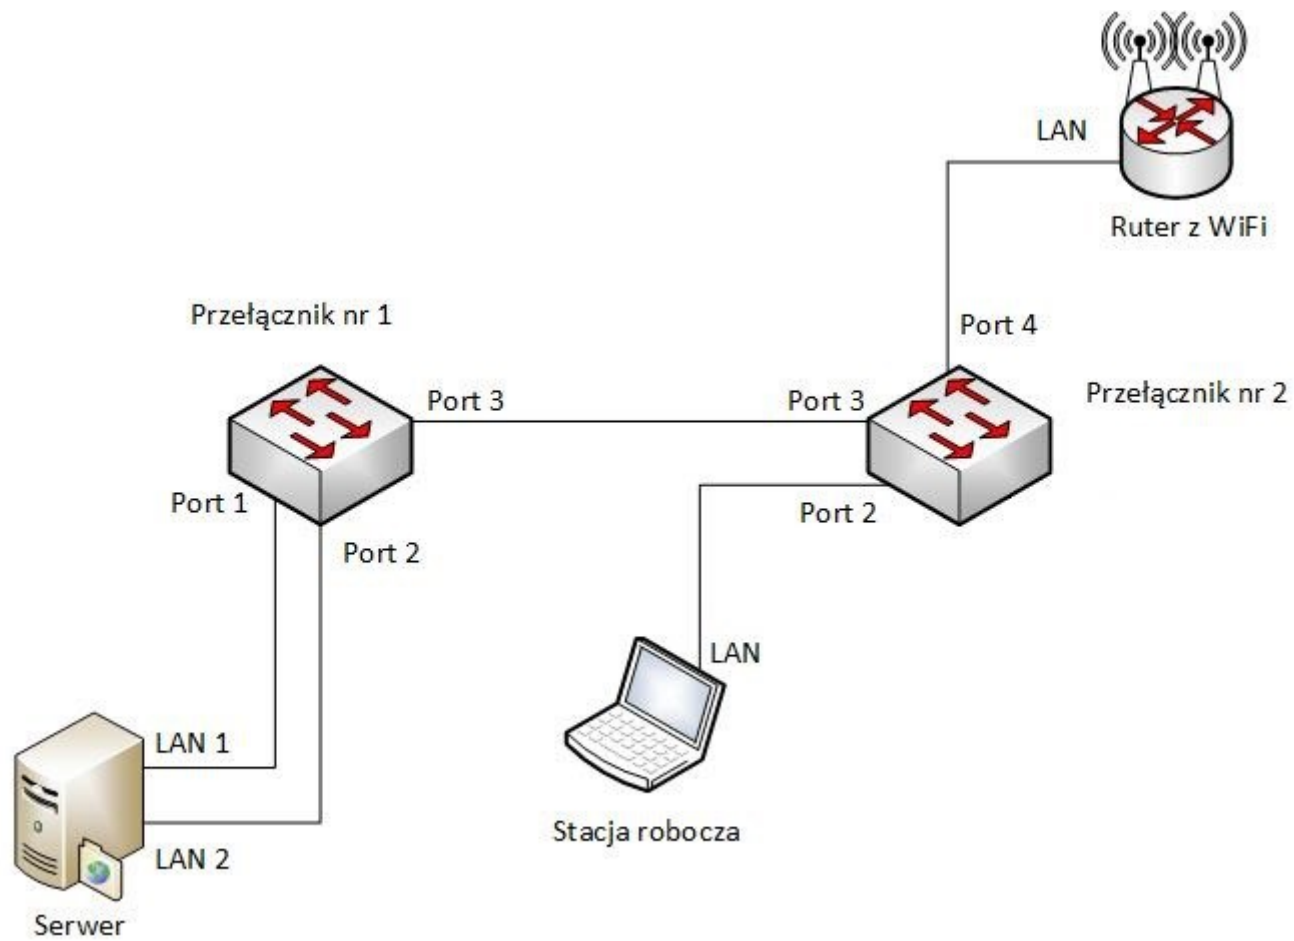 LAN
Ruter z WiFi
Przełącznik nr 1
Port 4
Port 3
Port 3
Przełącznik nr 2
Port 1
Port 2
Port 2
LAN
LAN 1
Stacja robocza
LAN 2
Serwer